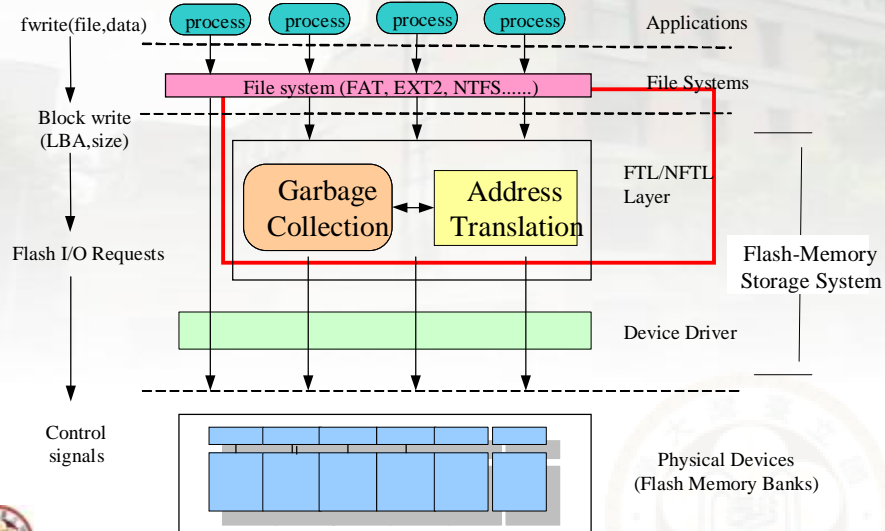 fwrite(file,data)
process
process
process
process
Applications
File system (FAT, EXT2, NTFS......)
File Systems
Block write
(LBA,size)
Garbage
Collection
Address
Translation
FTL/NFTL
Layer
Flash I/O Requests
Flash-Memory
Storage System
Device Driver
Control
signals
Physical Devices
(Flash Memory Banks)